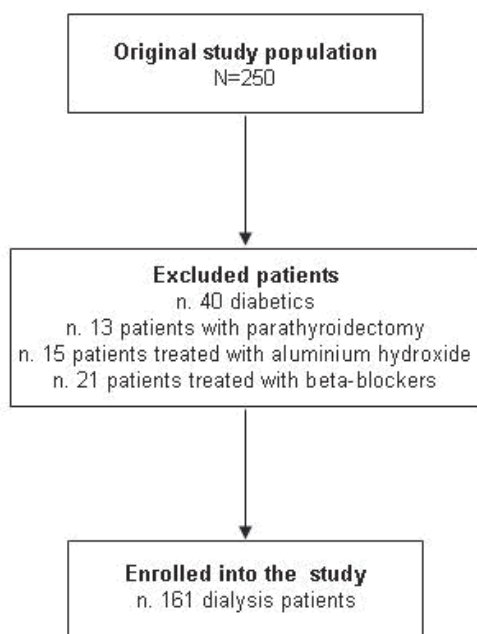 Original study population
N=250
Excluded patients
n. 40 diabetics
n. 13 patients with parathyroidectomy
n. 15 patients treated with aluminium hydroxide
n. 21 patients treated with beta-blockers
Enrolled into the study
n. 161 dialysis patients